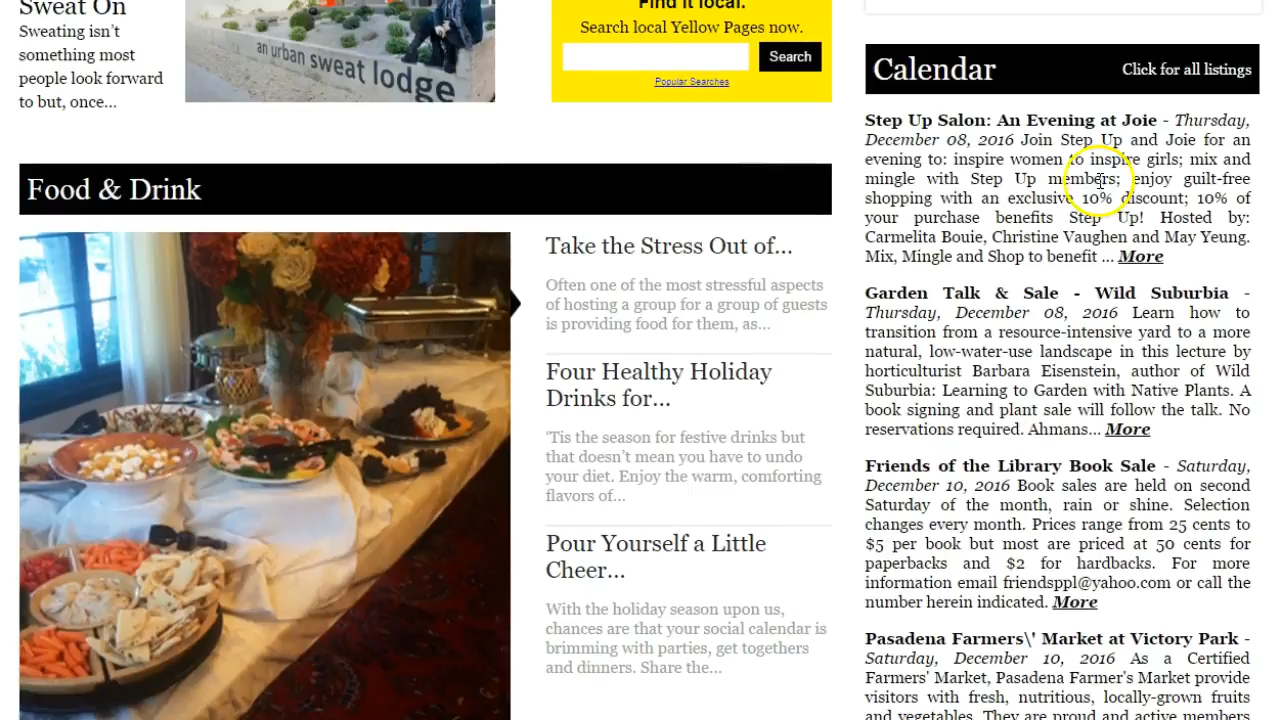 Sweat On
Sweating isn't
something most
people look forward
to but, once...
an urban sweat lodge
Find it local.
Search local Yellow Pages now.
Search
Popular Searches
Food & Drink
Take the Stress Out of...
Often one of the most stressful aspects
of hosting a group for a group of guests
is providing food for them, as...
Four Healthy Holiday
Drinks for...
'Tis the season for festive drinks but
that doesn't mean you have to undo
your diet. Enjoy the warm, comforting
flavors of...
Pour Yourself a Little
Cheer...
With the holiday season upon us,
chances are that your social calendar is
brimming with parties, get togethers
and dinners. Share the...
Calendar
Click for all listings
Step Up Salon: An Evening at Joie - Thursday,
December 08, 2016 Join Step Up and Joie for an
evening to: inspire women to inspire girls; mix and
mingle with Step Up members; enjoy guilt-free
shopping with an exclusive 10% discount; 10% of
your purchase benefits Step Up! Hosted by:
Carmelita Bouie, Christine Vaughen and May Yeung.
Mix, Mingle and Shop to benefit ... More
Garden Talk & Sale - Wild Suburbia -
Thursday, December 08, 2016 Learn how to
transition from a resource-intensive yard to a more
natural, low-water-use landscape in this lecture by
horticulturist Barbara Eisenstein, author of Wild
Suburbia: Learning to Garden with Native Plants. A
book signing and plant sale will follow the talk. No
reservations required. Ahmans... More
Friends of the Library Book Sale - Saturday,
December 10, 2016 Book sales are held on second
Saturday of the month, rain or shine. Selection
changes every month. Prices range from 25 cents to
$5 per book but most are priced at 50 cents for
paperbacks and $2 for hardbacks. For more
information email friendsppl@yahoo.com or call the
number herein indicated. More
Pasadena Farmers\' Market at Victory Park -
Saturday, December 10, 2016 As a Certified
Farmers' Market, Pasadena Farmer's Market provide
visitors with fresh, nutritious, locally-grown fruits
and vegetables. They are proud and active members